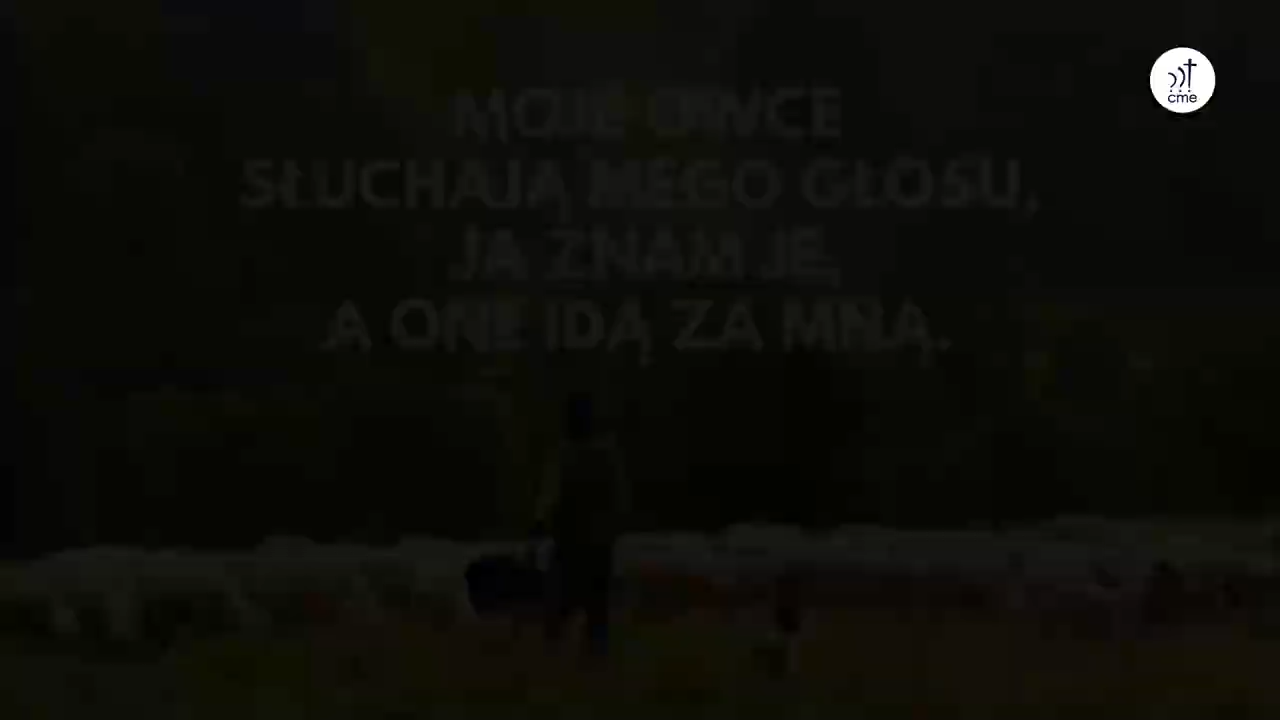 MOJE OWCE
SŁUCHAJĄ MEGO GŁOSU,
JA ZNAM JE,
A ONE IDĄ ZA MNĄ.
cme